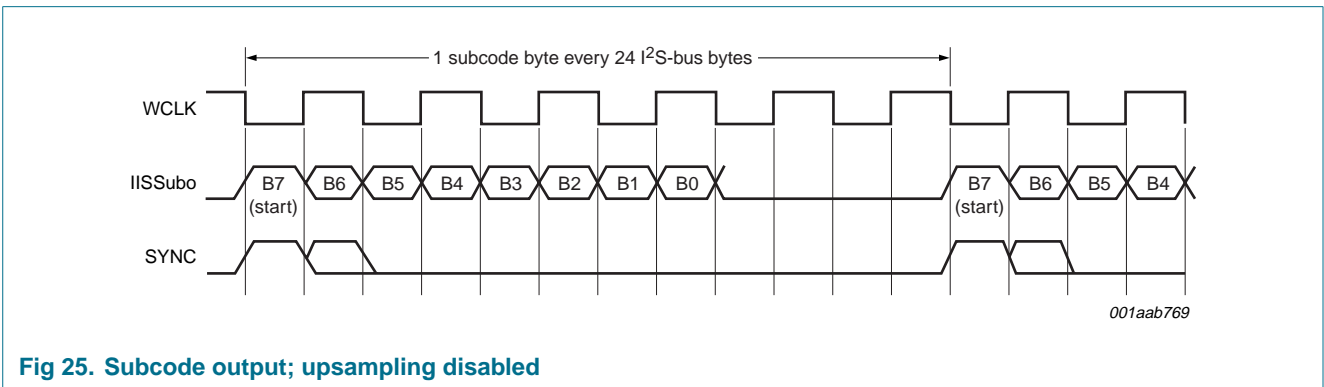 1 subcode byte every 24 I2S-bus bytes
WCLK
IISSubo
B7 B6 B5 B4 B3 B2 B1 B0 B7 B6 B5 B4
(start) (start)
SYNC
001aab769
Fig 25. Subcode output; upsampling disabled